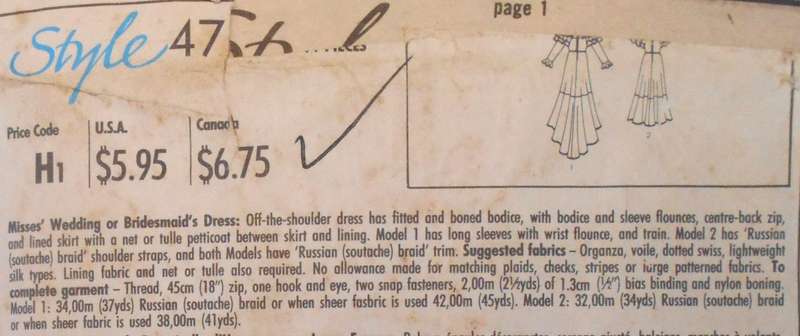 page 1
Style 47
PIECES
Price Code U.S.A. Canada
H1 $5.95 $6.75
1
2
Misses' Wedding or Bridesmaid's Dress: Off-the-shoulder dress has fitted and boned bodice, with bodice and sleeve flounces, centre-back zip,
and lined skirt with a net or tulle petticoat between skirt and lining. Model 1 has long sleeves with wrist flounce, and train. Model 2 has 'Russian
(soutache) braid' shoulder straps, and both Models have 'Russian (soutache) braid' trim. Suggested fabrics – Organza, voile, dotted swiss, lightweight
silk types. Lining fabric and net or tulle also required. No allowance made for matching plaids, checks, stripes or large patterned fabrics. To
complete garment – Thread, 45cm (18") zip, one hook and eye, two snap fasteners, 2,00m (2½yds) of 1.3cm (½") bias binding and nylon boning.
Model 1: 34,00m (37yds) Russian (soutache) braid or when sheer fasbric is used 42,00m (45yds). Model 2: 32,00m (34yds) Russian (soutache) braid
or when sheer fabric is used 38,00m (41yds).